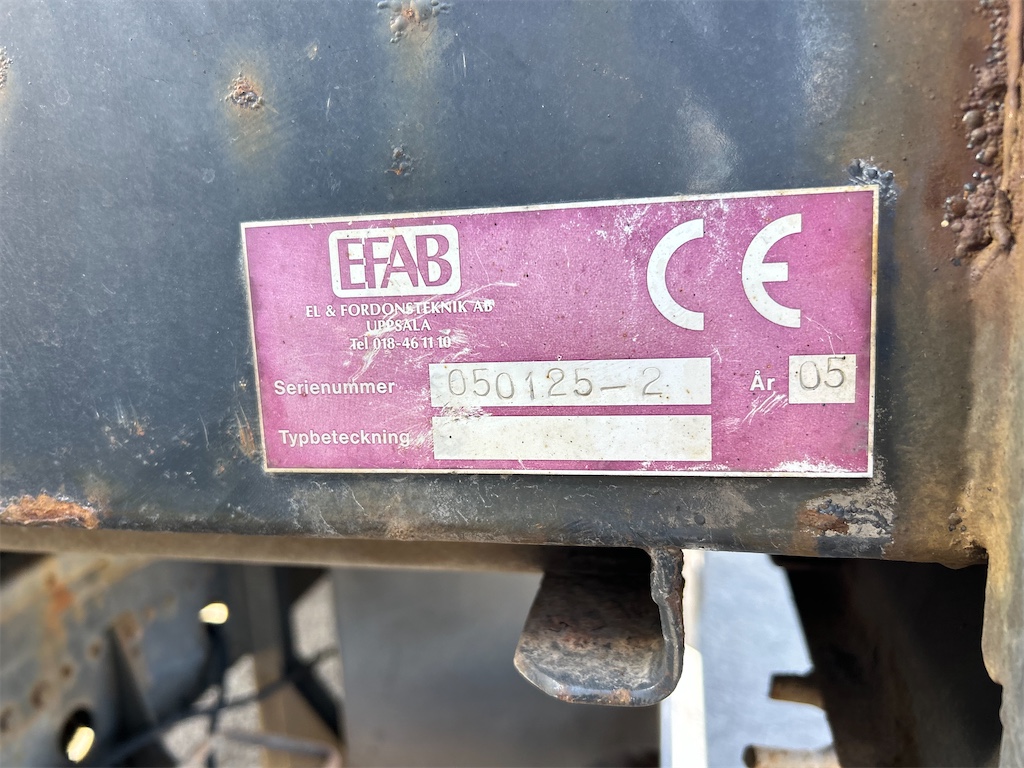 EFAB
EL & FORDONSTEKNIK AB
UPPSALA
Tel 018-46 11 10
CE
Serienummer 050125-2 År 05
Typbeteckning